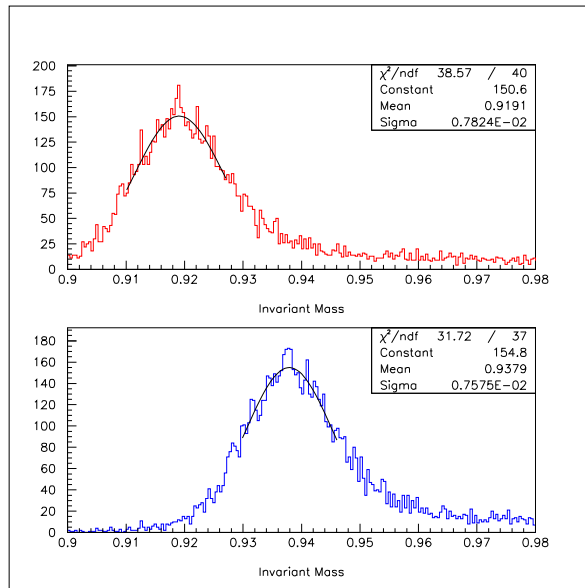 χ²/ndf 38.57 / 40
Constant 150.6
Mean 0.9191
Sigma 0.7824E-02
200
175
150
125
100
75
50
25
0
0.9 0.91 0.92 0.93 0.94 0.95 0.96 0.97 0.98
Invariant Mass
χ²/ndf 31.72 / 37
Constant 154.8
Mean 0.9379
Sigma 0.7575E-02
180
160
140
120
100
80
60
40
20
0
0.9 0.91 0.92 0.93 0.94 0.95 0.96 0.97 0.98
Invariant Mass